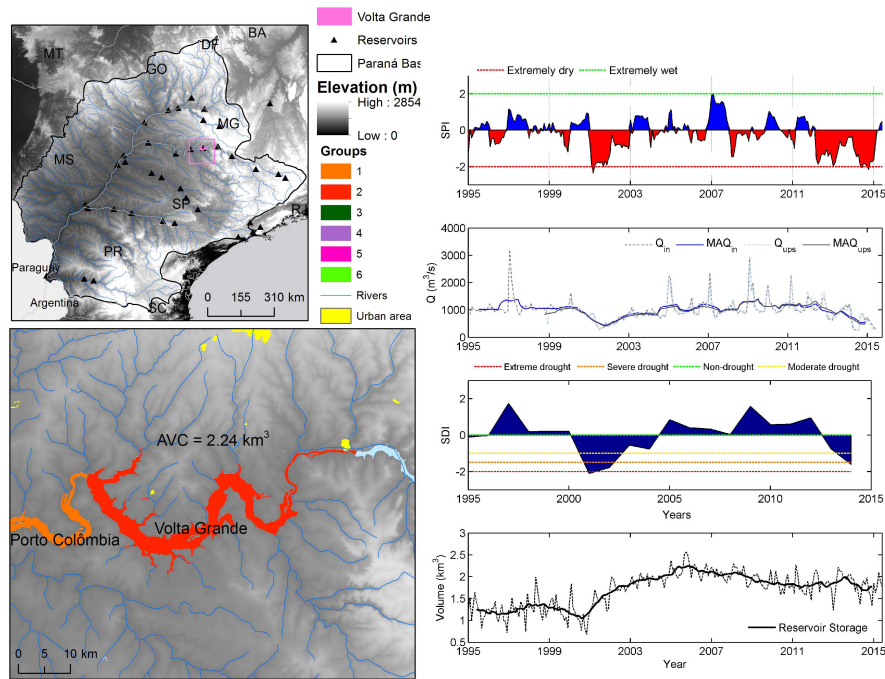 Volta Grande
Reservoirs
Paraná Bas
Elevation (m)
High : 2854
Low : 0
Groups
1
2
3
4
5
6
Rivers
Urban area
MT
DF
BA
GO
MG
MS
SP
R
PR
Paraguay
Argentina
SC
0 155 310 km
AVC = 2.24 km³
Volta Grande
Porto Colômbia
0 5 10 km
Extremely dry Extremely wet
SPI
2
0
-2
1995 1999 2003 2007 2011 2015
Q_in MAQ_in Q_ups MAQ_ups
Q (m³/s)
4000
3000
2000
1000
0
1995 1999 2003 2007 2011 2015
Extreme drought Severe drought Non-drought Moderate drought
SDI
2
0
-2
1995 2000 2005 2010 2015
Years
Volume (km³)
3
2.5
2
1.5
1
0.5
Reservoir Storage
1995 1999 2003 2007 2011 2015
Year